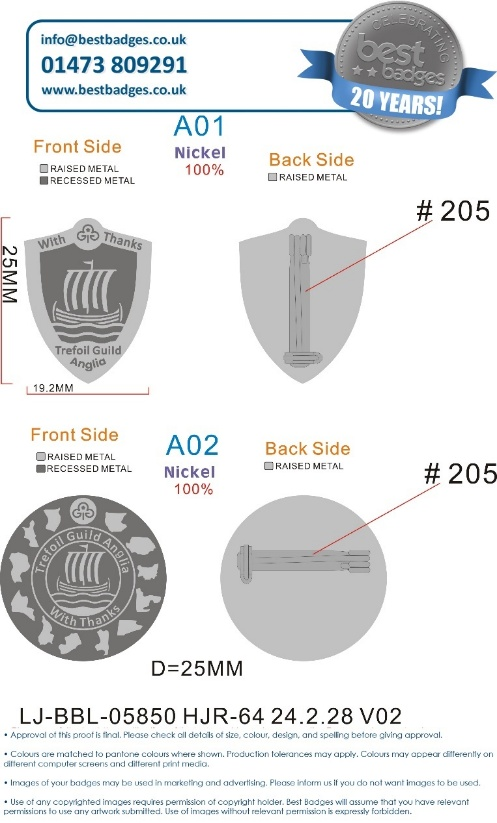 info@bestbadges.co.uk
01473 809291
www.bestbadges.co.uk
CELEBRATING
best
badges
20 YEARS!
A01
Front Side
Nickel
100%
Back Side
RAISED METAL
RECESSED METAL
RAISED METAL
# 205
With Thanks
25MM
Trefoil Guild
Anglia
19.2MM
Front Side
A02
Back Side
RAISED METAL
RECESSED METAL
Nickel
100%
RAISED METAL
# 205
Trefoil Guild Anglia
With Thanks
D=25MM
LJ-BBL-05850 HJR-64 24.2.28 V02
• Approval of this proof is final. Please check all details of size, colour, design, and spelling before giving approval.
• Colours are matched to pantone colours where shown. Production tolerances may apply. Colours may appear differently on
different computer screens and different print media.
• Images of your badges may be used in marketing and advertising. Please inform us if you do not want images to be used.
• Use of any copyrighted images requires permission of copyright holder. Best Badges will assume that you have relevant
permissions to use any artwork submitted. Use of images without relevant permission is expressly forbidden.